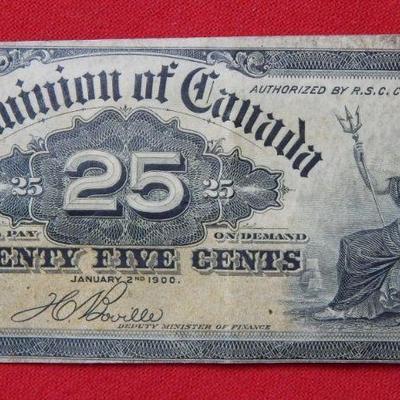 minion of Canada
AUTHORIZED BY R.S.C. C
25 25 25
PAY ON DEMAND
ENTY FIVE CENTS
JANUARY 2ND 1900.
HCBoville
DEPUTY MINISTER OF FINANCE